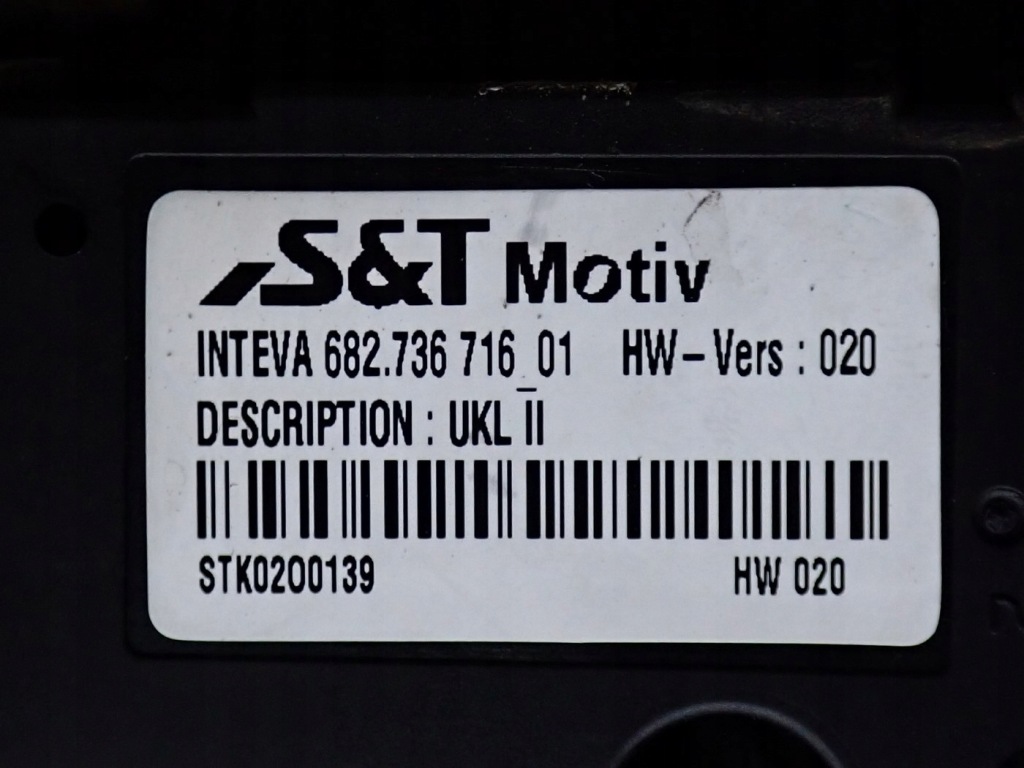 S&T Motiv
INTEVA 682.736 716_01 HW-Vers : 020
DESCRIPTION : UKL II
STK0200139 HW 020